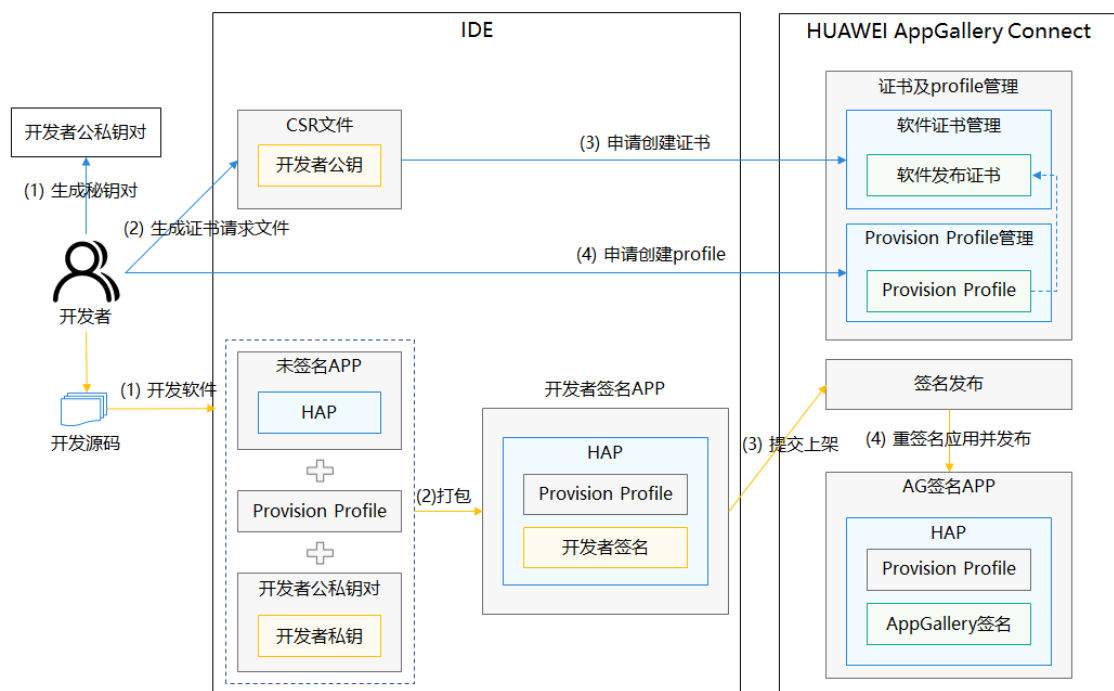 IDE
HUAWEI AppGallery Connect
证书及profile管理
开发者公私钥对
CSR文件
开发者公钥
(3) 申请创建证书
软件证书管理
软件发布证书
(1) 生成秘钥对
(2) 生成证书请求文件
(4) 申请创建profile
Provision Profile管理
Provision Profile
开发者
未签名APP
HAP
(1) 开发软件
开发源码
Provision Profile
开发者公私钥对
开发者私钥
(2)打包
开发者签名APP
HAP
Provision Profile
开发者签名
(3) 提交上架
签名发布
(4) 重签名应用并发布
AG签名APP
HAP
Provision Profile
AppGallery签名